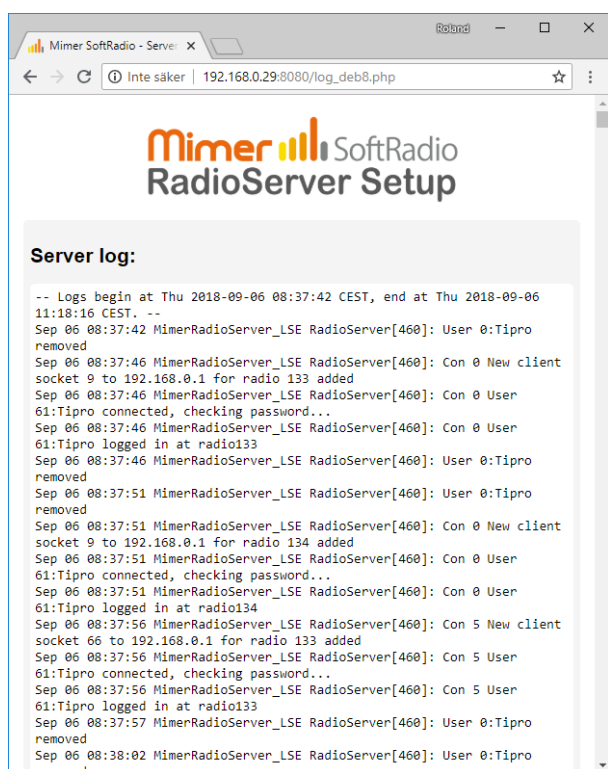 Roland
Mimer SoftRadio - Server
Inte säker | 192.168.0.29:8080/log_deb8.php
Mimer SoftRadio
RadioServer Setup
Server log:
-- Logs begin at Thu 2018-09-06 08:37:42 CEST, end at Thu 2018-09-06
11:18:16 CEST. --
Sep 06 08:37:42 MimerRadioServer_LSE RadioServer[460]: User 0:Tipro
removed
Sep 06 08:37:46 MimerRadioServer_LSE RadioServer[460]: Con 0 New client
socket 9 to 192.168.0.1 for radio 133 added
Sep 06 08:37:46 MimerRadioServer_LSE RadioServer[460]: Con 0 User
61:Tipro connected, checking password...
Sep 06 08:37:46 MimerRadioServer_LSE RadioServer[460]: Con 0 User
61:Tipro logged in at radio133
Sep 06 08:37:46 MimerRadioServer_LSE RadioServer[460]: User 0:Tipro
removed
Sep 06 08:37:51 MimerRadioServer_LSE RadioServer[460]: User 0:Tipro
removed
Sep 06 08:37:51 MimerRadioServer_LSE RadioServer[460]: Con 0 New client
socket 9 to 192.168.0.1 for radio 134 added
Sep 06 08:37:51 MimerRadioServer_LSE RadioServer[460]: Con 0 User
61:Tipro connected, checking password...
Sep 06 08:37:51 MimerRadioServer_LSE RadioServer[460]: Con 0 User
61:Tipro logged in at radio134
Sep 06 08:37:56 MimerRadioServer_LSE RadioServer[460]: Con 5 New client
socket 66 to 192.168.0.1 for radio 133 added
Sep 06 08:37:56 MimerRadioServer_LSE RadioServer[460]: Con 5 User
61:Tipro connected, checking password...
Sep 06 08:37:56 MimerRadioServer_LSE RadioServer[460]: Con 5 User
61:Tipro logged in at radio133
Sep 06 08:37:57 MimerRadioServer_LSE RadioServer[460]: User 0:Tipro
removed
Sep 06 08:38:02 MimerRadioServer_LSE RadioServer[460]: User 0:Tipro